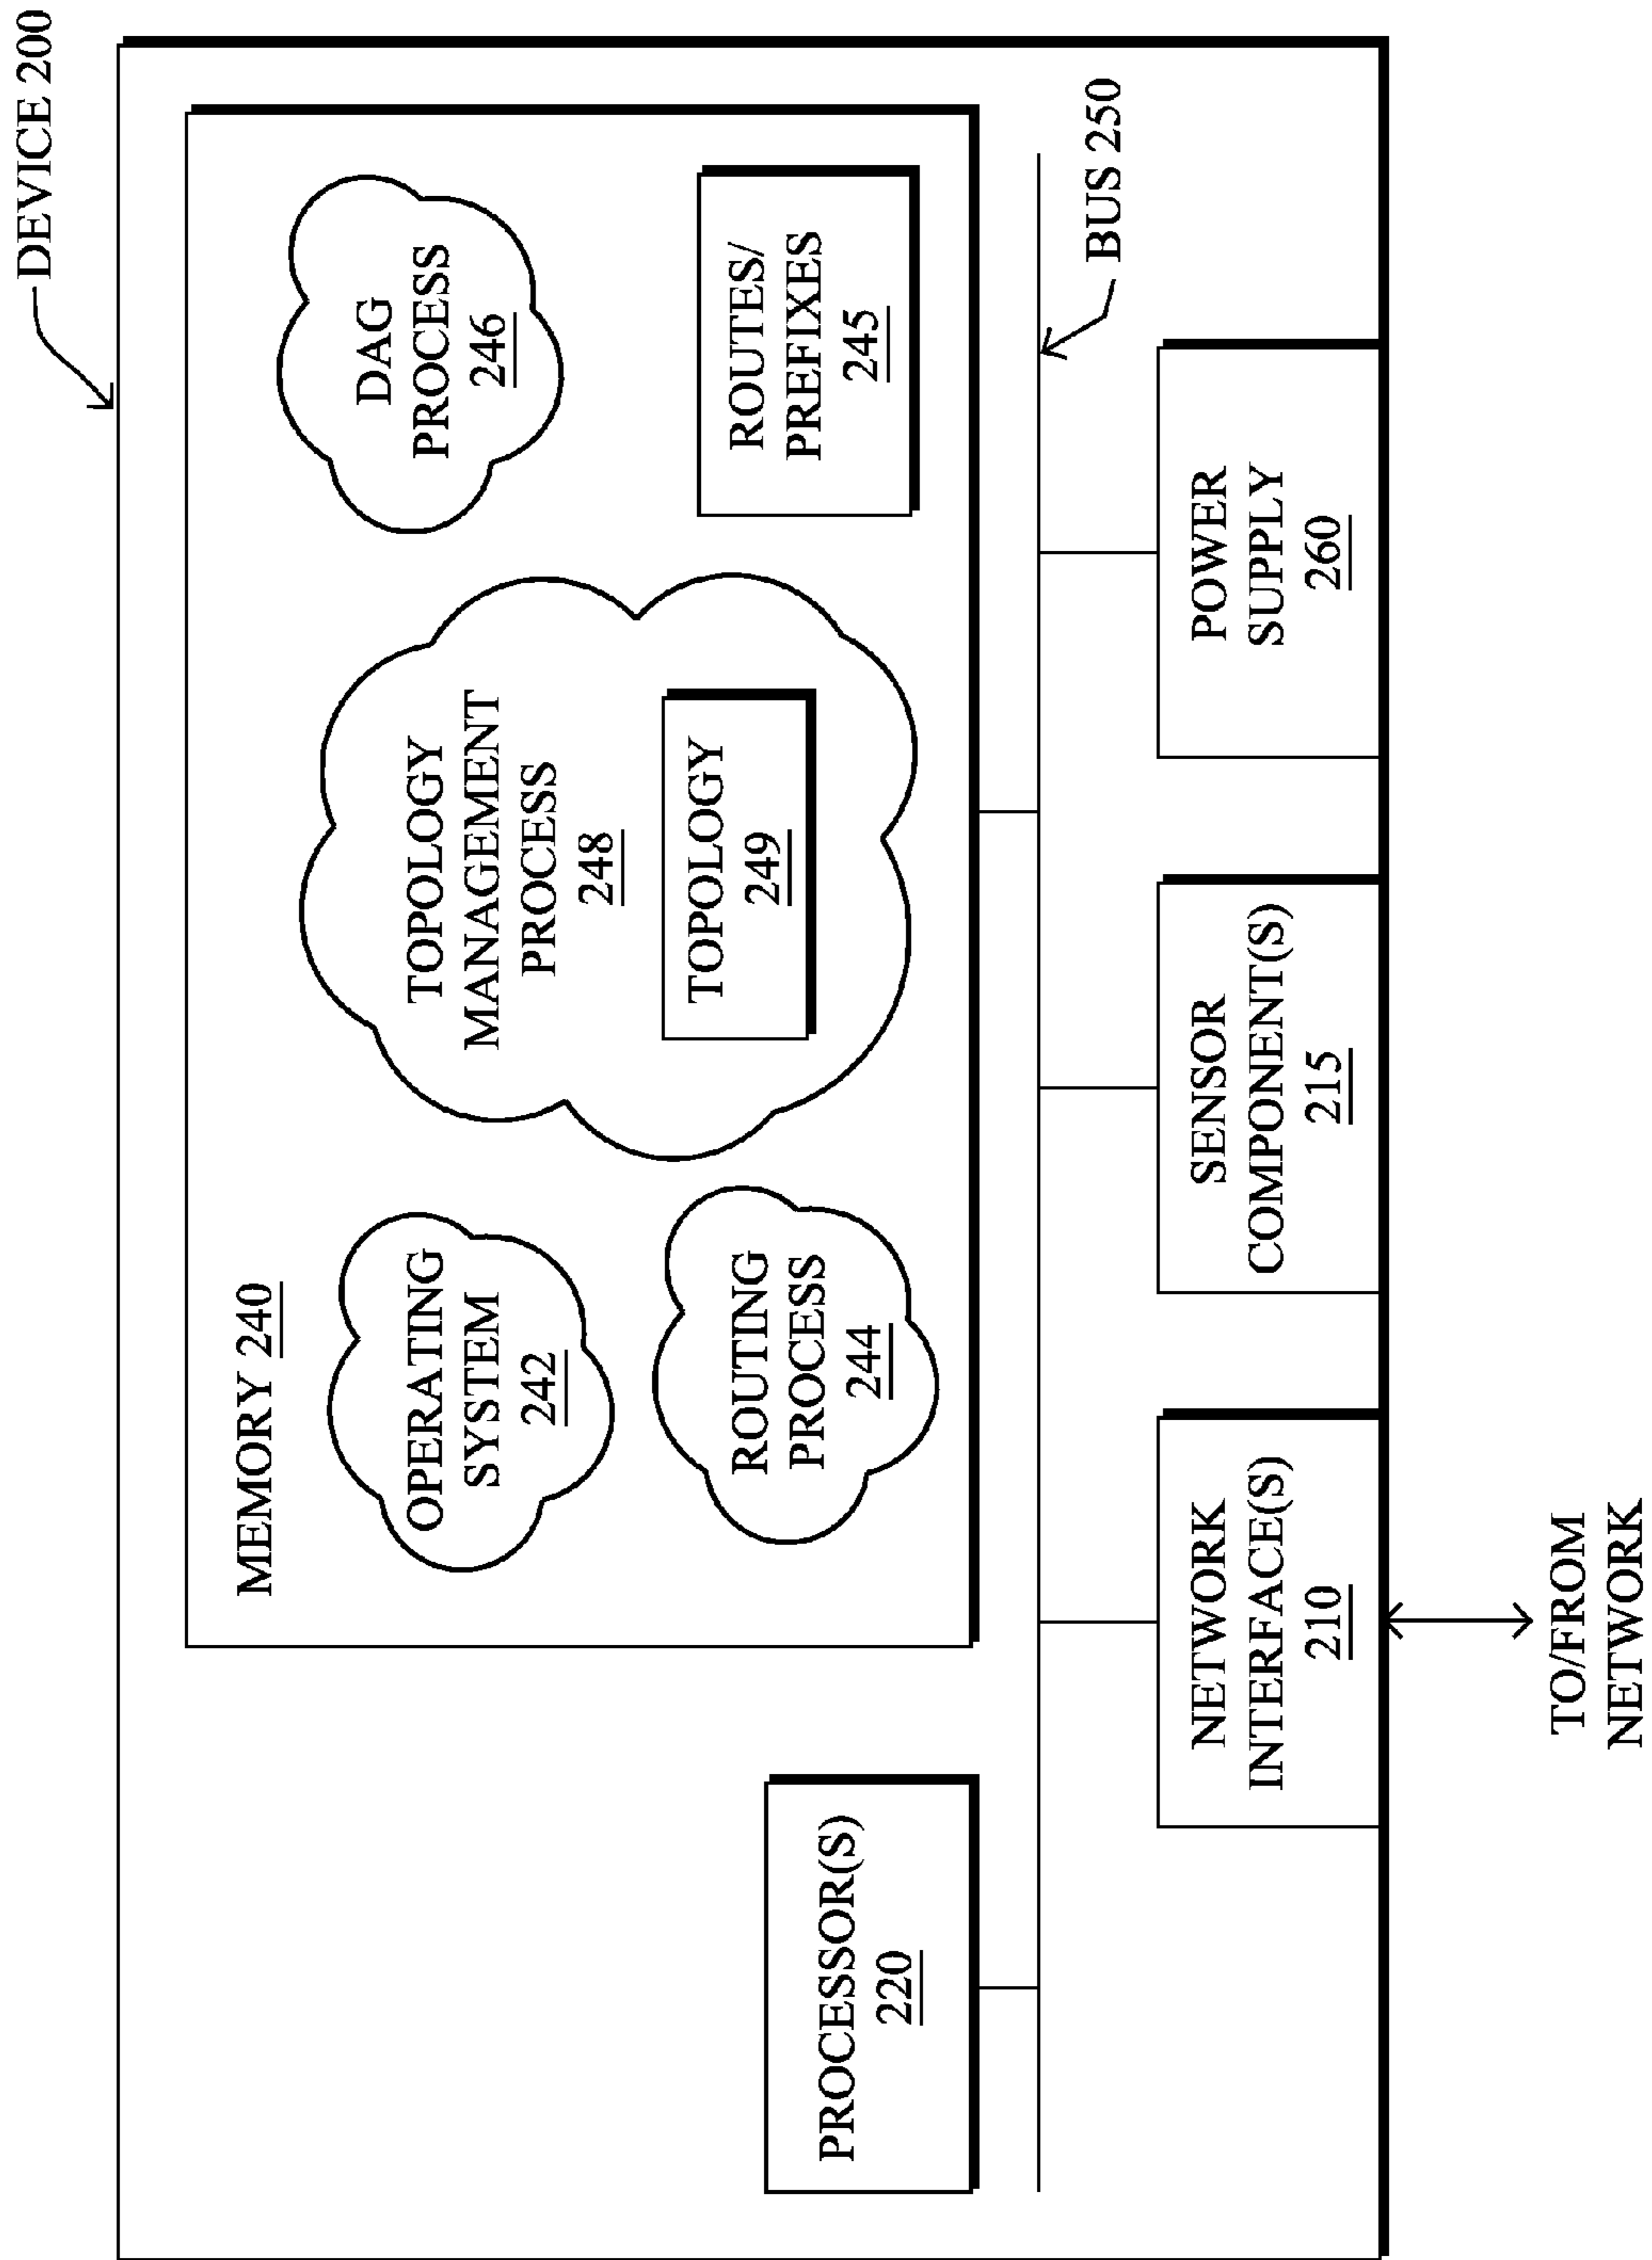 DEVICE 200
MEMORY 240
OPERATING
SYSTEM
242
TOPOLOGY
MANAGEMENT
PROCESS
248
DAG
PROCESS
246
ROUTING
PROCESS
244
TOPOLOGY
249
ROUTES/
PREFIXES
245
PROCESSOR(S)
220
BUS 250
NETWORK
INTERFACE(S)
210
SENSOR
COMPONENT(S)
215
POWER
SUPPLY
260
TO/FROM
NETWORK